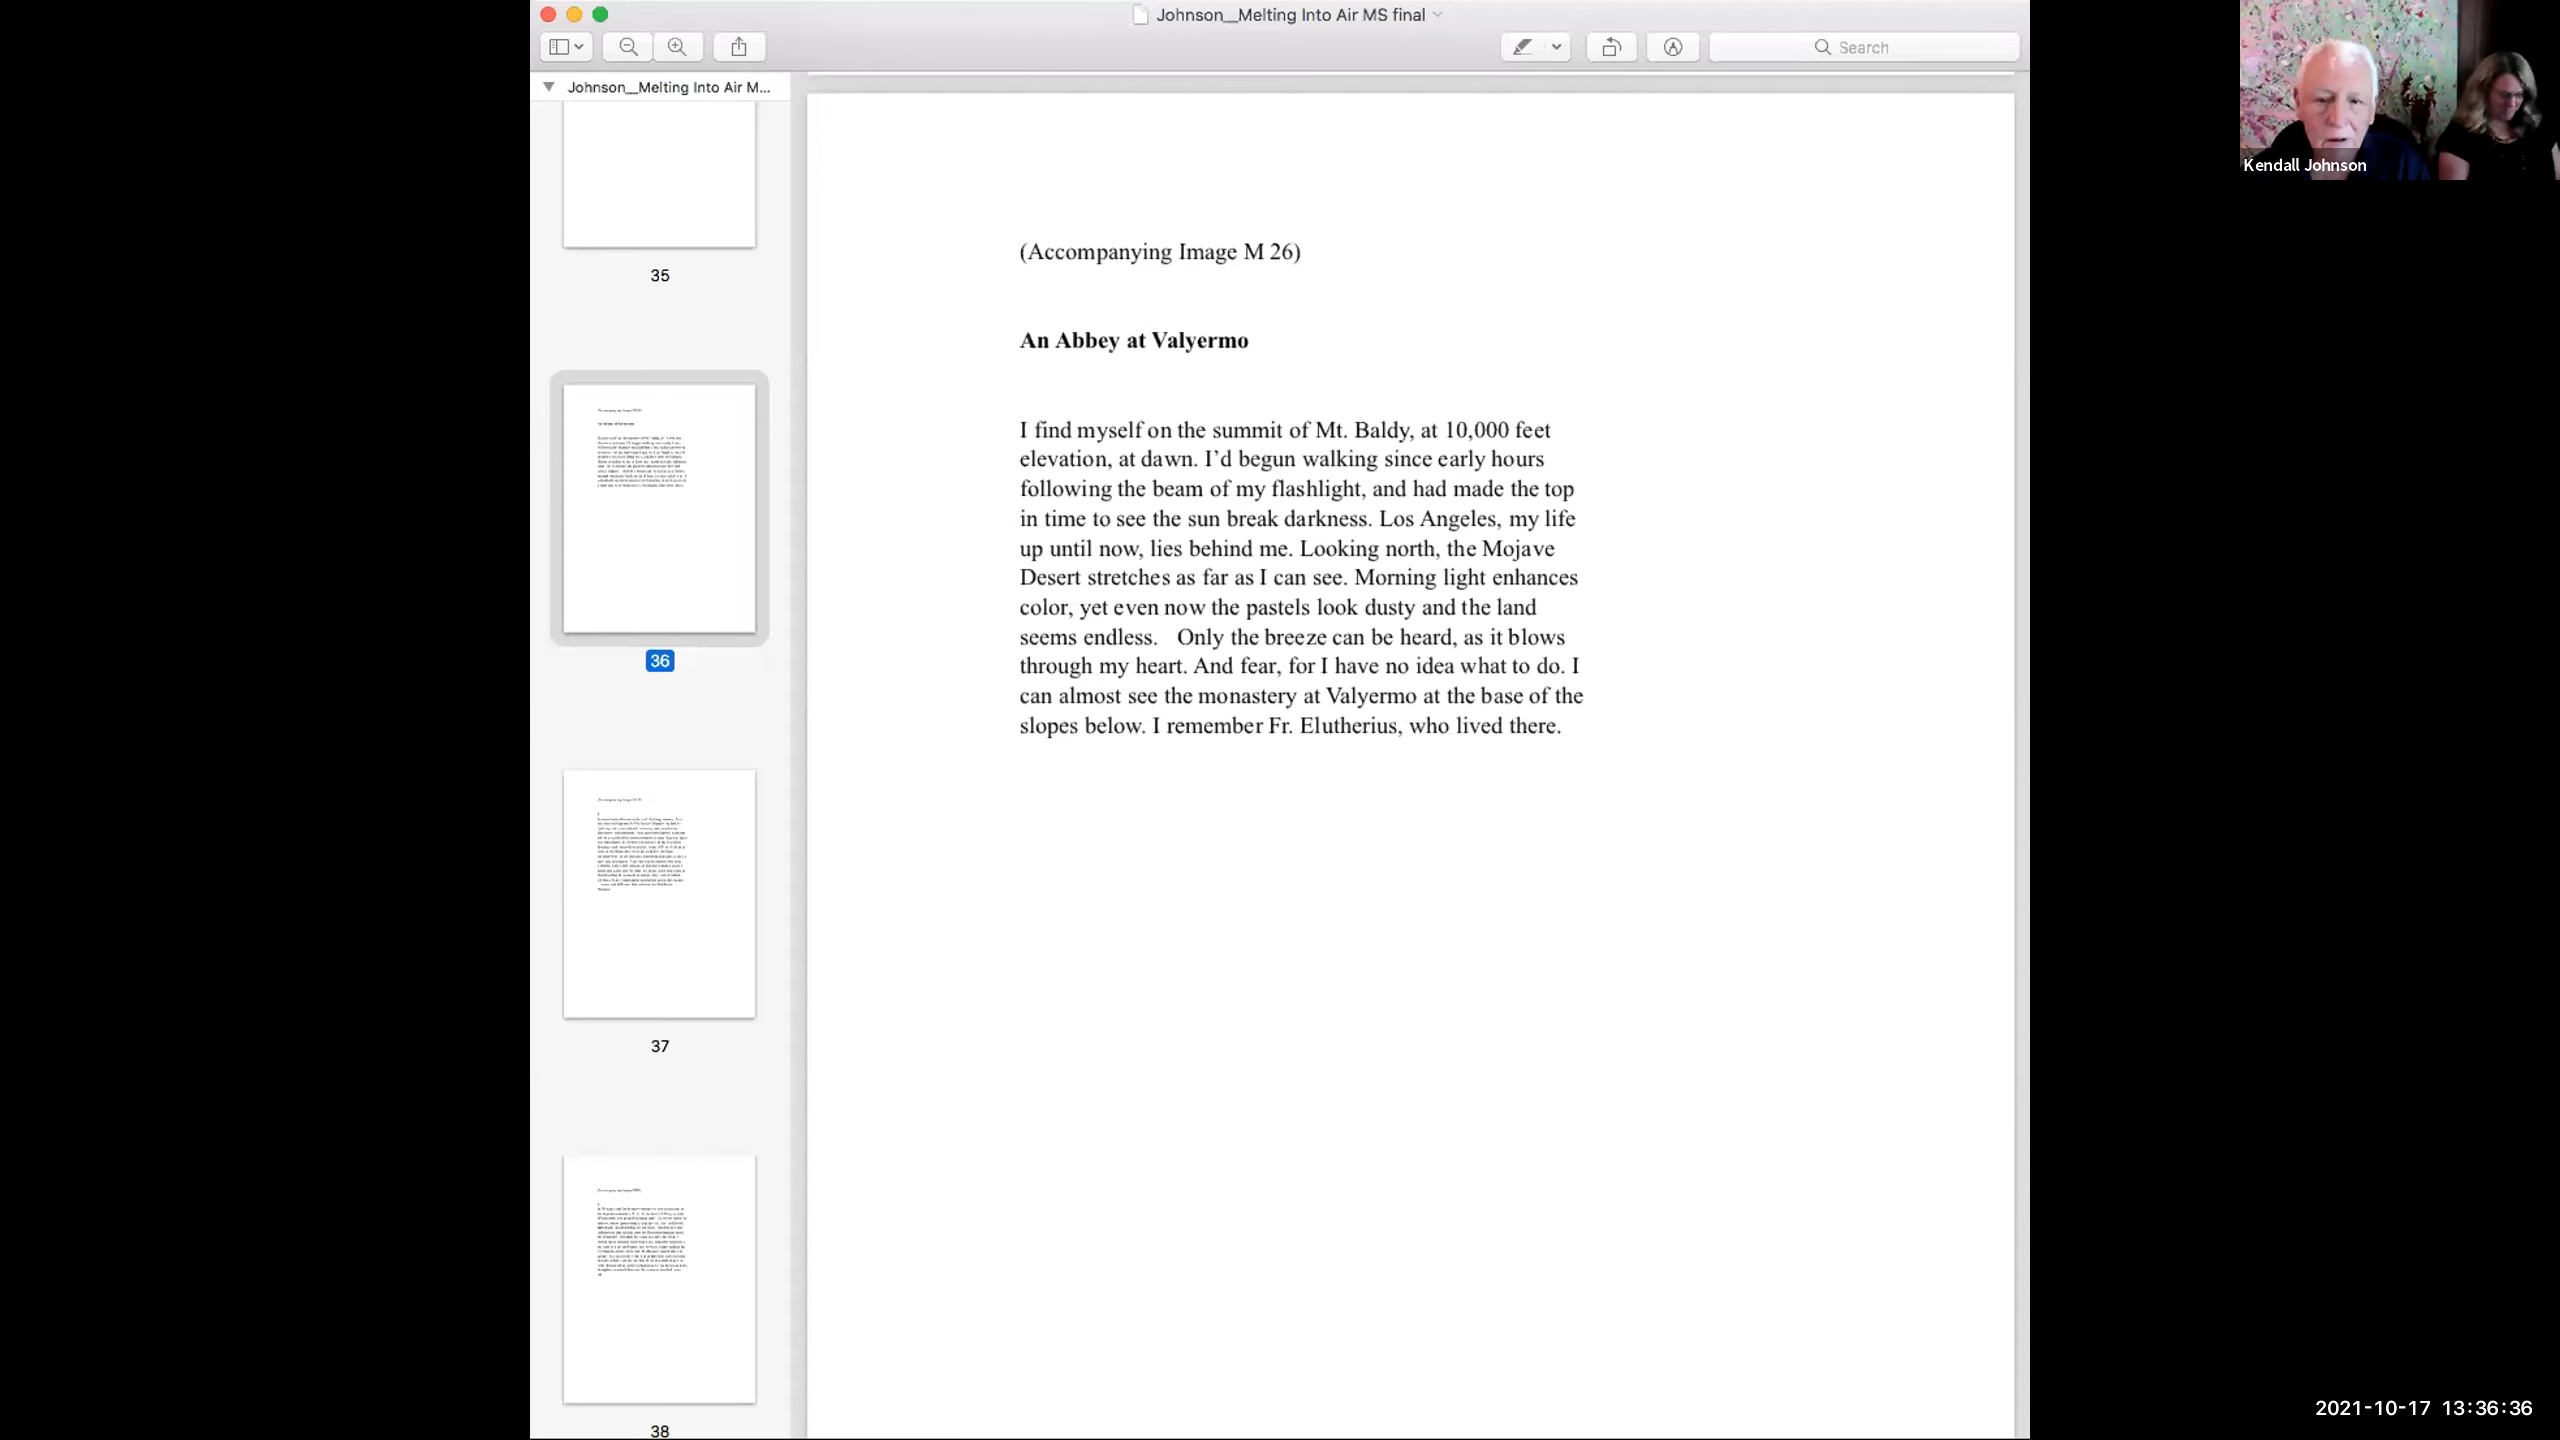 Johnson__Melting Into Air MS final
Search
Johnson__Melting Into Air M...
35
36
37
38
(Accompanying Image M 26)
An Abbey at Valyermo
I find myself on the summit of Mt. Baldy, at 10,000 feet
elevation, at dawn. I’d begun walking since early hours
following the beam of my flashlight, and had made the top
in time to see the sun break darkness. Los Angeles, my life
up until now, lies behind me. Looking north, the Mojave
Desert stretches as far as I can see. Morning light enhances
color, yet even now the pastels look dusty and the land
seems endless.   Only the breeze can be heard, as it blows
through my heart. And fear, for I have no idea what to do. I
can almost see the monastery at Valyermo at the base of the
slopes below. I remember Fr. Elutherius, who lived there.
Kendall Johnson
2021-10-17 13:36:36